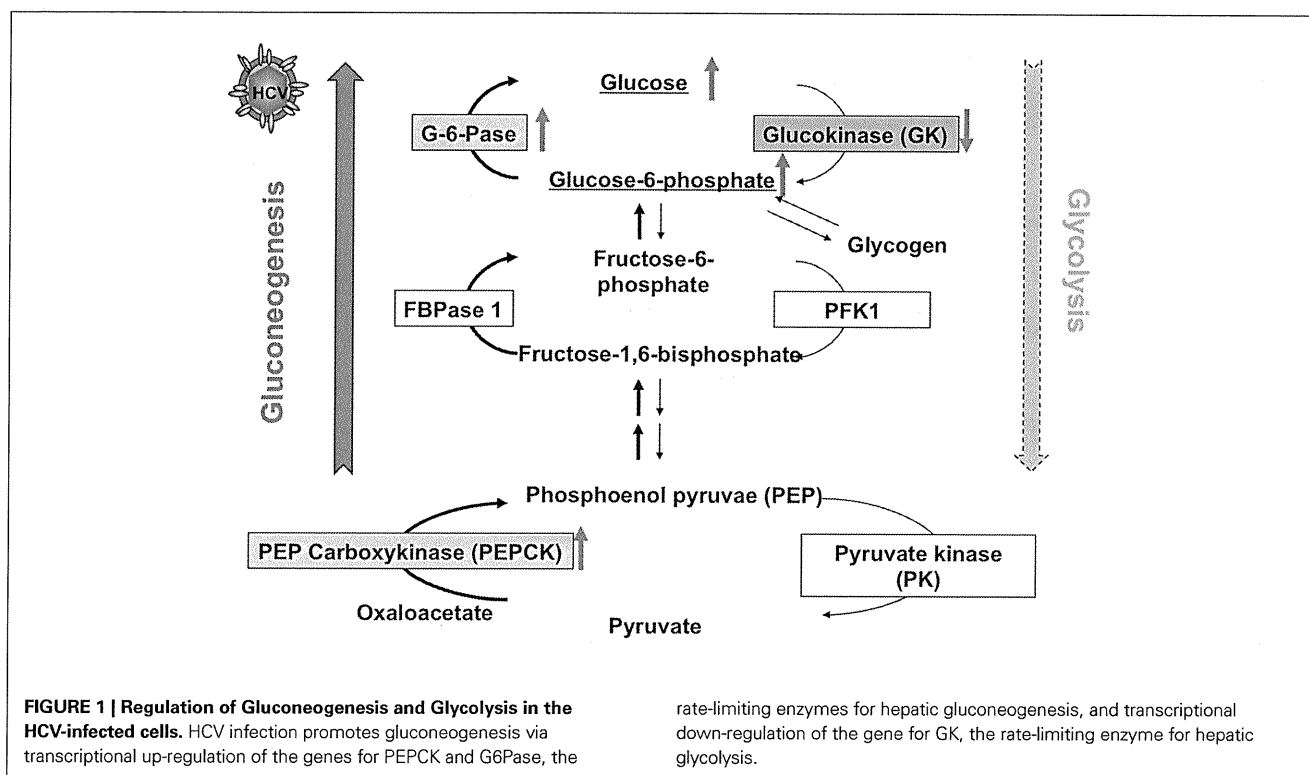 HCV
Gluconeogenesis
Glucose
G-6-Pase
Glucokinase (GK)
Glucose-6-phosphate
Glycogen
Fructose-6-
phosphate
FBPase 1
PFK1
Fructose-1,6-bisphosphate
Glycolysis
Phosphoenol pyruvae (PEP)
PEP Carboxykinase (PEPCK)
Pyruvate kinase
(PK)
Oxaloacetate
Pyruvate
FIGURE 1 | Regulation of Gluconeogenesis and Glycolysis in the
HCV-infected cells. HCV infection promotes gluconeogenesis via
transcriptional up-regulation of the genes for PEPCK and G6Pase, the
rate-limiting enzymes for hepatic gluconeogenesis, and transcriptional
down-regulation of the gene for GK, the rate-limiting enzyme for hepatic
glycolysis.